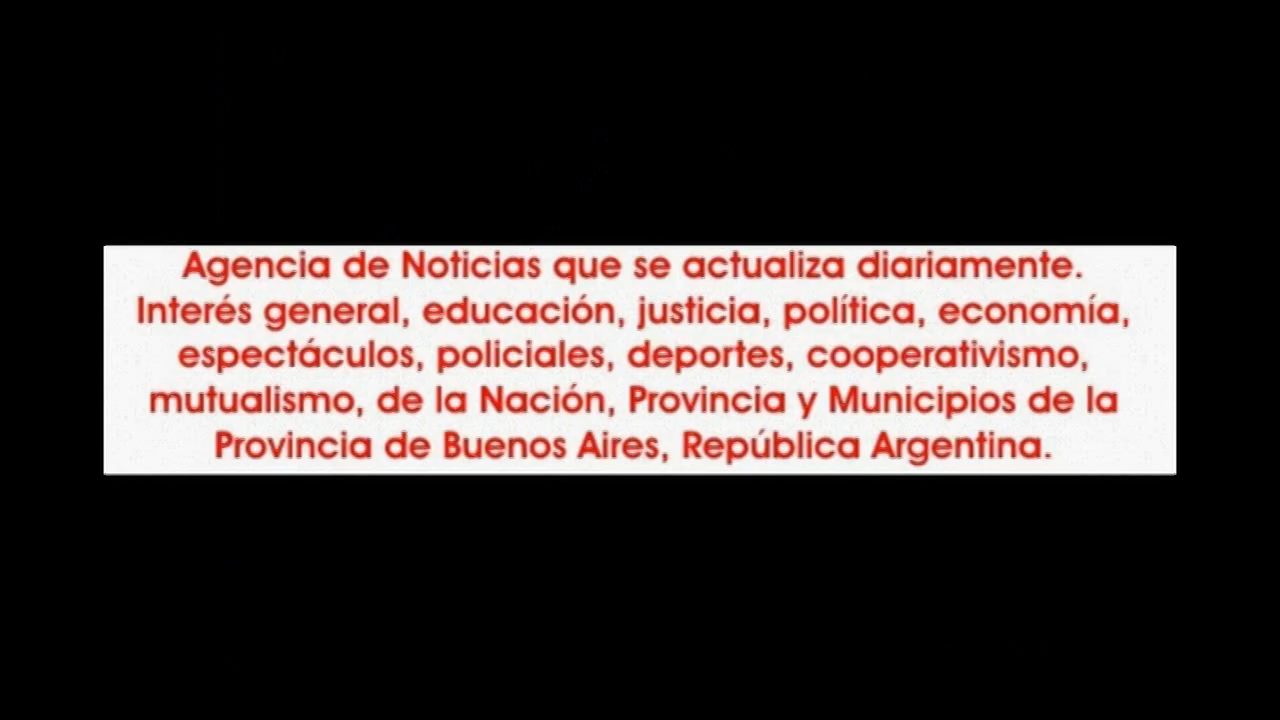 Agencia de Noticias que se actualiza diariamente.
Interés general, educación, justicia, política, economía,
espectáculos, policiales, deportes, cooperativismo,
mutualismo, de la Nación, Provincia y Municipios de la
Provincia de Buenos Aires, República Argentina.